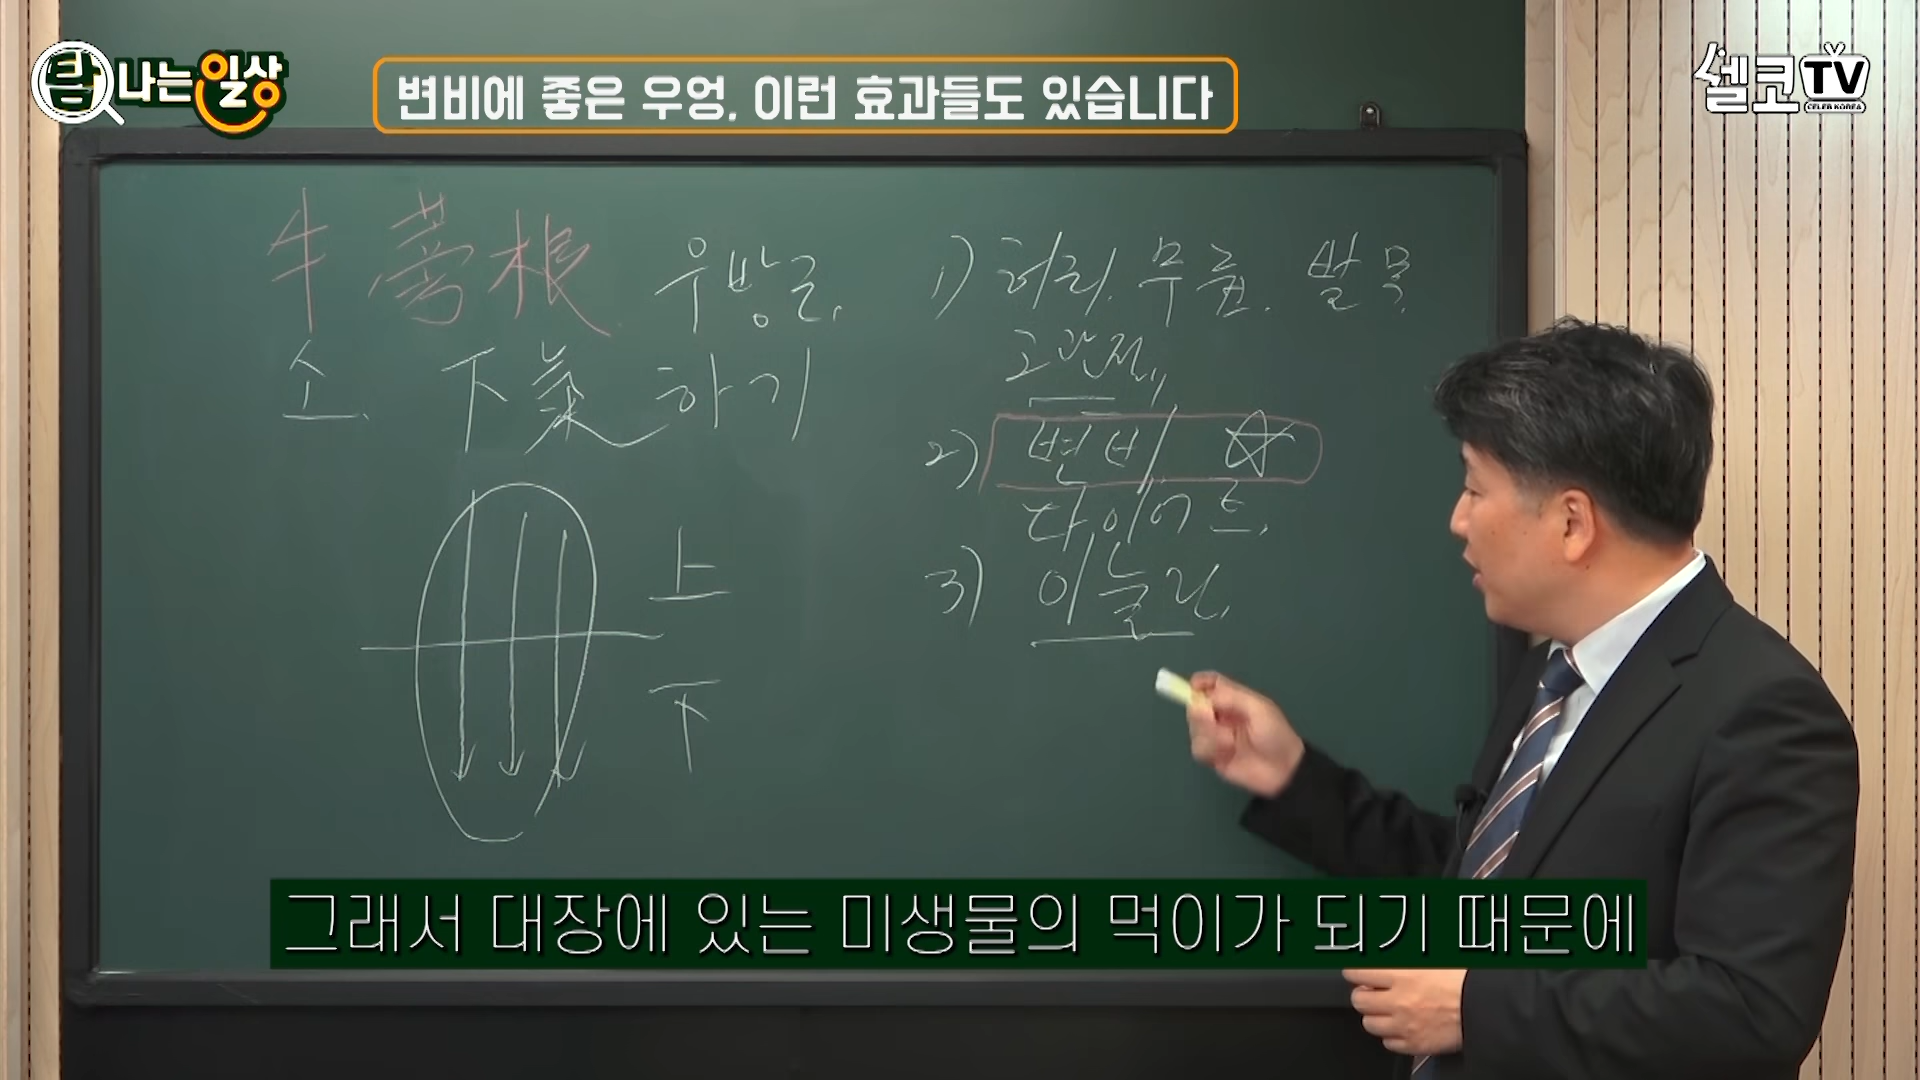 큼나는일상
변비에 좋은 우엉, 이런 효과들도 있습니다
셀코TV
CELEB KOREA
牛蒡根 우방근.
소. 下氣 하기
上
下
1) 허리. 무릎. 발목
관절
2) 변비 ☆
다이어트.
3) 이눌린.
그래서 대장에 있는 미생물의 먹이가 되기 때문에